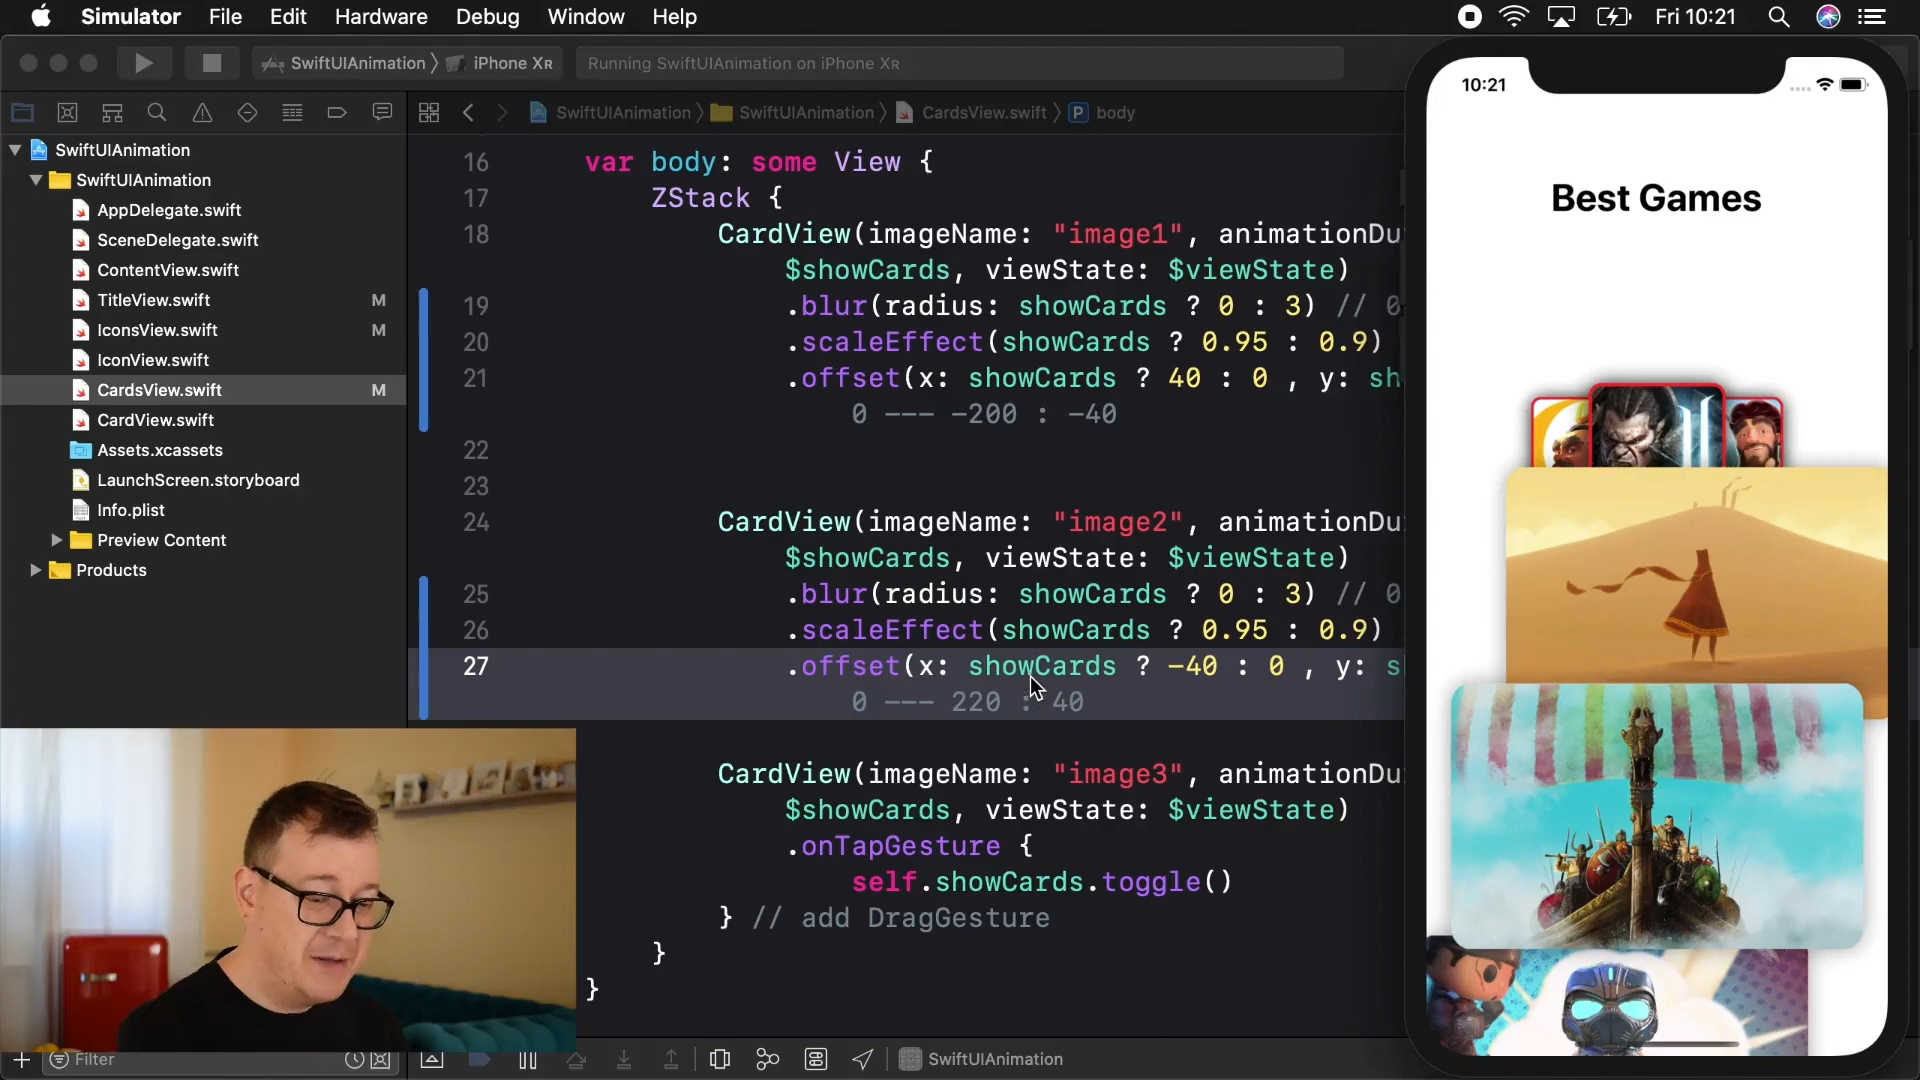 Simulator File Edit Hardware Debug Window Help Fri 10:21
SwiftUIAnimation iPhone XR Running SwiftUIAnimation on iPhone XR
SwiftUIAnimation SwiftUIAnimation CardsView.swift P body
SwiftUIAnimation
SwiftUIAnimation
AppDelegate.swift
SceneDelegate.swift
ContentView.swift
TitleView.swift M
IconsView.swift M
IconView.swift
CardsView.swift M
CardView.swift
Assets.xcassets
LaunchScreen.storyboard
Info.plist
Preview Content
Products
Filter
16 var body: some View {
17 ZStack {
18 CardView(imageName: "image1", animationDu
$showCards, viewState: $viewState)
19 .blur(radius: showCards ? 0 : 3) // 0
20 .scaleEffect(showCards ? 0.95 : 0.9)
21 .offset(x: showCards ? 40 : 0 , y: sh
0 --- -200 : -40
22
23
24 CardView(imageName: "image2", animationDu
$showCards, viewState: $viewState)
25 .blur(radius: showCards ? 0 : 3) // 0
26 .scaleEffect(showCards ? 0.95 : 0.9)
27 .offset(x: showCards ? -40 : 0 , y: s
0 --- 220 : 40
CardView(imageName: "image3", animationDu
$showCards, viewState: $viewState)
.onTapGesture {
self.showCards.toggle()
} // add DragGesture
}
}
SwiftUIAnimation
10:21
Best Games